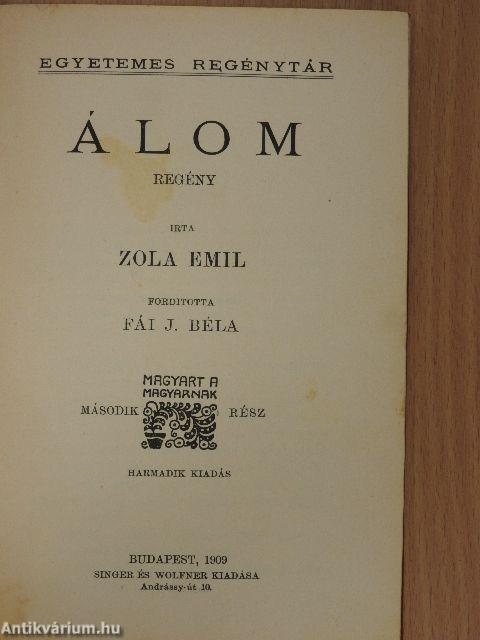 EGYETEMES REGÉNYTÁR
ÁLOM
REGÉNY
IRTA
ZOLA EMIL
FORDITOTTA
FÁI J. BÉLA
MAGYART A
MAGYARNAK
MÁSODIK RÉSZ
HARMADIK KIADÁS
BUDAPEST, 1909
SINGER ÉS WOLFNER KIADÁSA
Andrássy-út 10.
Antikvárium.hu